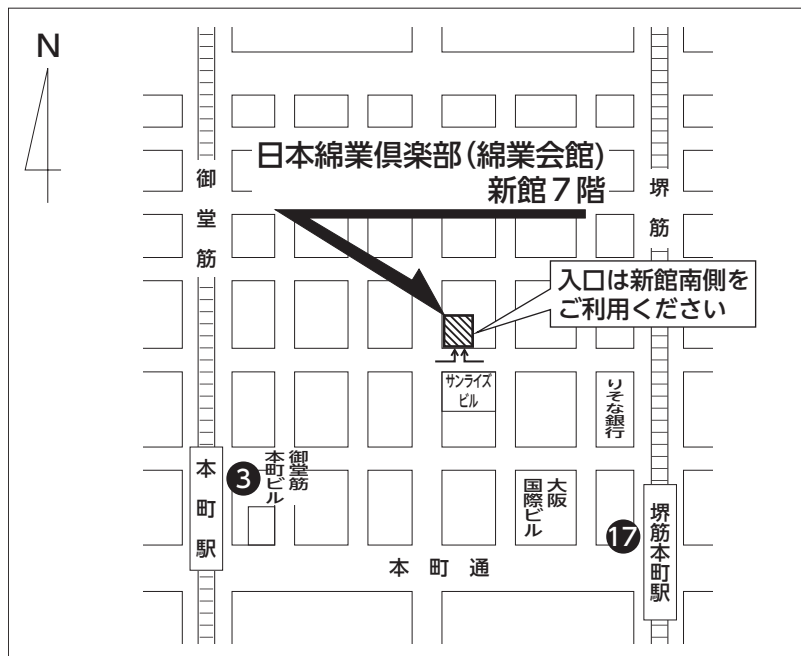 N
日本綿業倶楽部（綿業会館）
新館７階
御堂筋
堺筋
入口は新館南側を
ご利用ください
サンライズ
ビル
りそな銀行
本町駅
3
御堂筋
本町ビル
大阪
国際ビル
17
堺筋本町駅
本町通